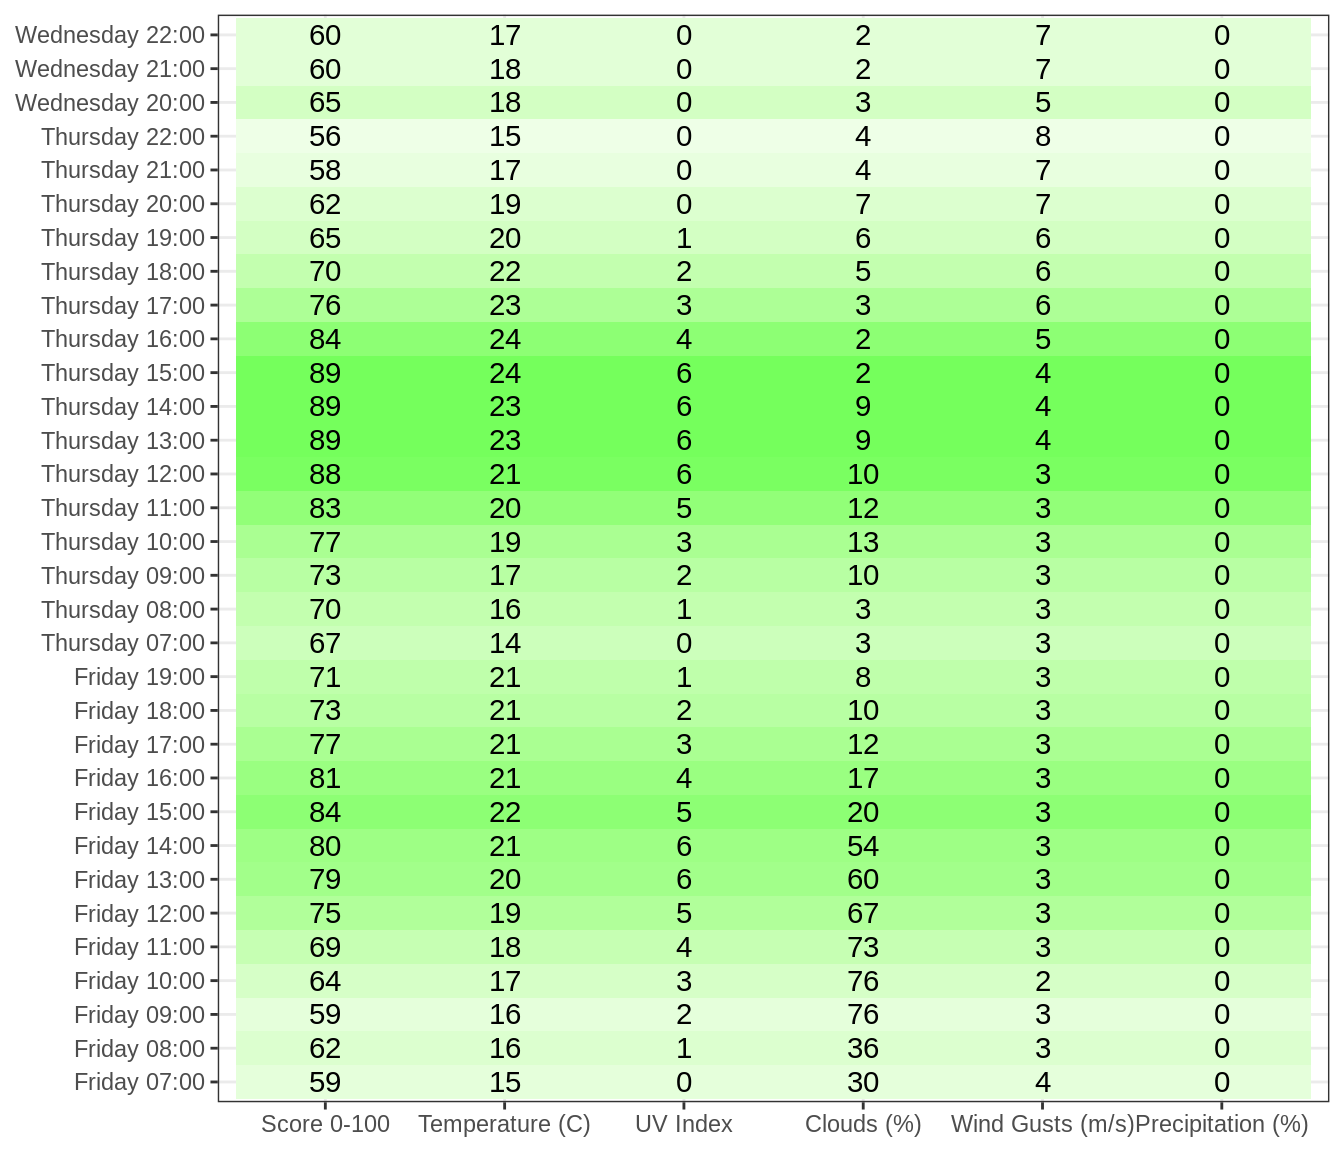 Wednesday 22:00 60 17 0 2 7 0
Wednesday 21:00 60 18 0 2 7 0
Wednesday 20:00 65 18 0 3 5 0
Thursday 22:00 56 15 0 4 8 0
Thursday 21:00 58 17 0 4 7 0
Thursday 20:00 62 19 0 7 7 0
Thursday 19:00 65 20 1 6 6 0
Thursday 18:00 70 22 2 5 6 0
Thursday 17:00 76 23 3 3 6 0
Thursday 16:00 84 24 4 2 5 0
Thursday 15:00 89 24 6 2 4 0
Thursday 14:00 89 23 6 9 4 0
Thursday 13:00 89 23 6 9 4 0
Thursday 12:00 88 21 6 10 3 0
Thursday 11:00 83 20 5 12 3 0
Thursday 10:00 77 19 3 13 3 0
Thursday 09:00 73 17 2 10 3 0
Thursday 08:00 70 16 1 3 3 0
Thursday 07:00 67 14 0 3 3 0
Friday 19:00 71 21 1 8 3 0
Friday 18:00 73 21 2 10 3 0
Friday 17:00 77 21 3 12 3 0
Friday 16:00 81 21 4 17 3 0
Friday 15:00 84 22 5 20 3 0
Friday 14:00 80 21 6 54 3 0
Friday 13:00 79 20 6 60 3 0
Friday 12:00 75 19 5 67 3 0
Friday 11:00 69 18 4 73 3 0
Friday 10:00 64 17 3 76 2 0
Friday 09:00 59 16 2 76 3 0
Friday 08:00 62 16 1 36 3 0
Friday 07:00 59 15 0 30 4 0
Score 0-100 Temperature (C) UV Index Clouds (%) Wind Gusts (m/s) Precipitation (%)